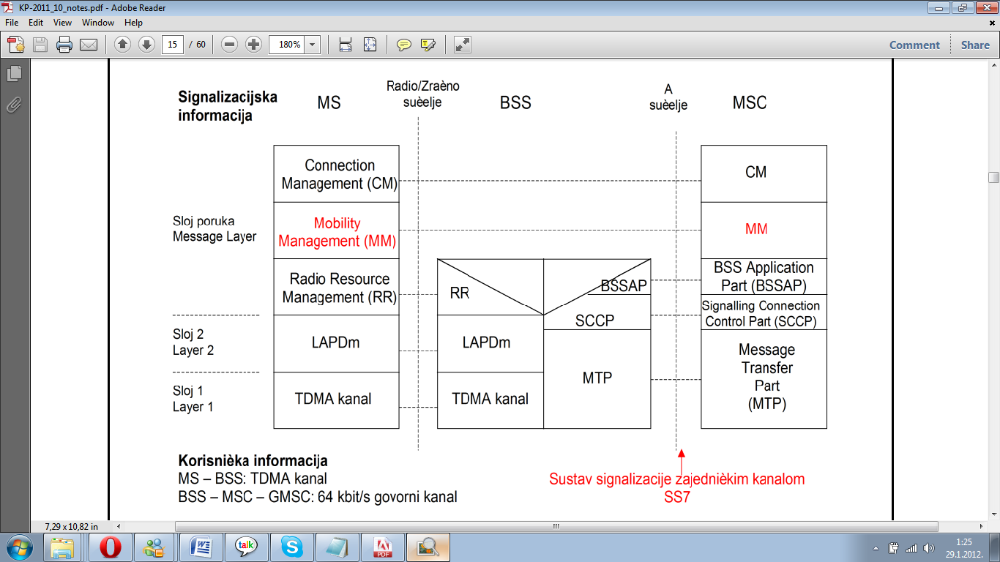 KP-2011_10_notes.pdf - Adobe Reader
File Edit View Window Help
15 / 60 180% Comment Share
Signalizacijska
informacija
MS
Radio/Zraèno
suèelje
BSS
A
suèelje
MSC
Connection
Management (CM)
CM
Sloj poruka
Message Layer
Mobility
Management (MM)
MM
Radio Resource
Management (RR)
RR
BSSAP
BSS Application
Part (BSSAP)
SCCP
Signalling Connection
Control Part (SCCP)
Sloj 2
Layer 2
LAPDm
LAPDm
MTP
Message
Transfer
Part
(MTP)
Sloj 1
Layer 1
TDMA kanal
TDMA kanal
Korisnièka informacija
MS – BSS: TDMA kanal
BSS – MSC – GMSC: 64 kbit/s govorni kanal
Sustav signalizacije zajednièkim kanalom
SS7
7,29 x 10,82 in
talk
PDF
1:25
29.1.2012.